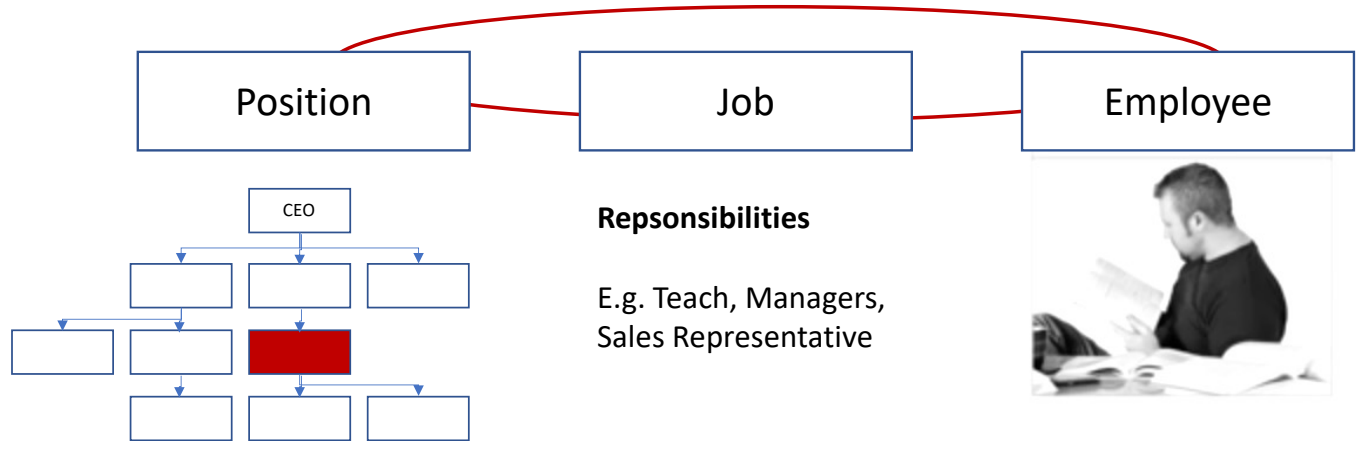 Position
Job
Employee
CEO
Repsonsibilities
E.g. Teach, Managers,
Sales Representative